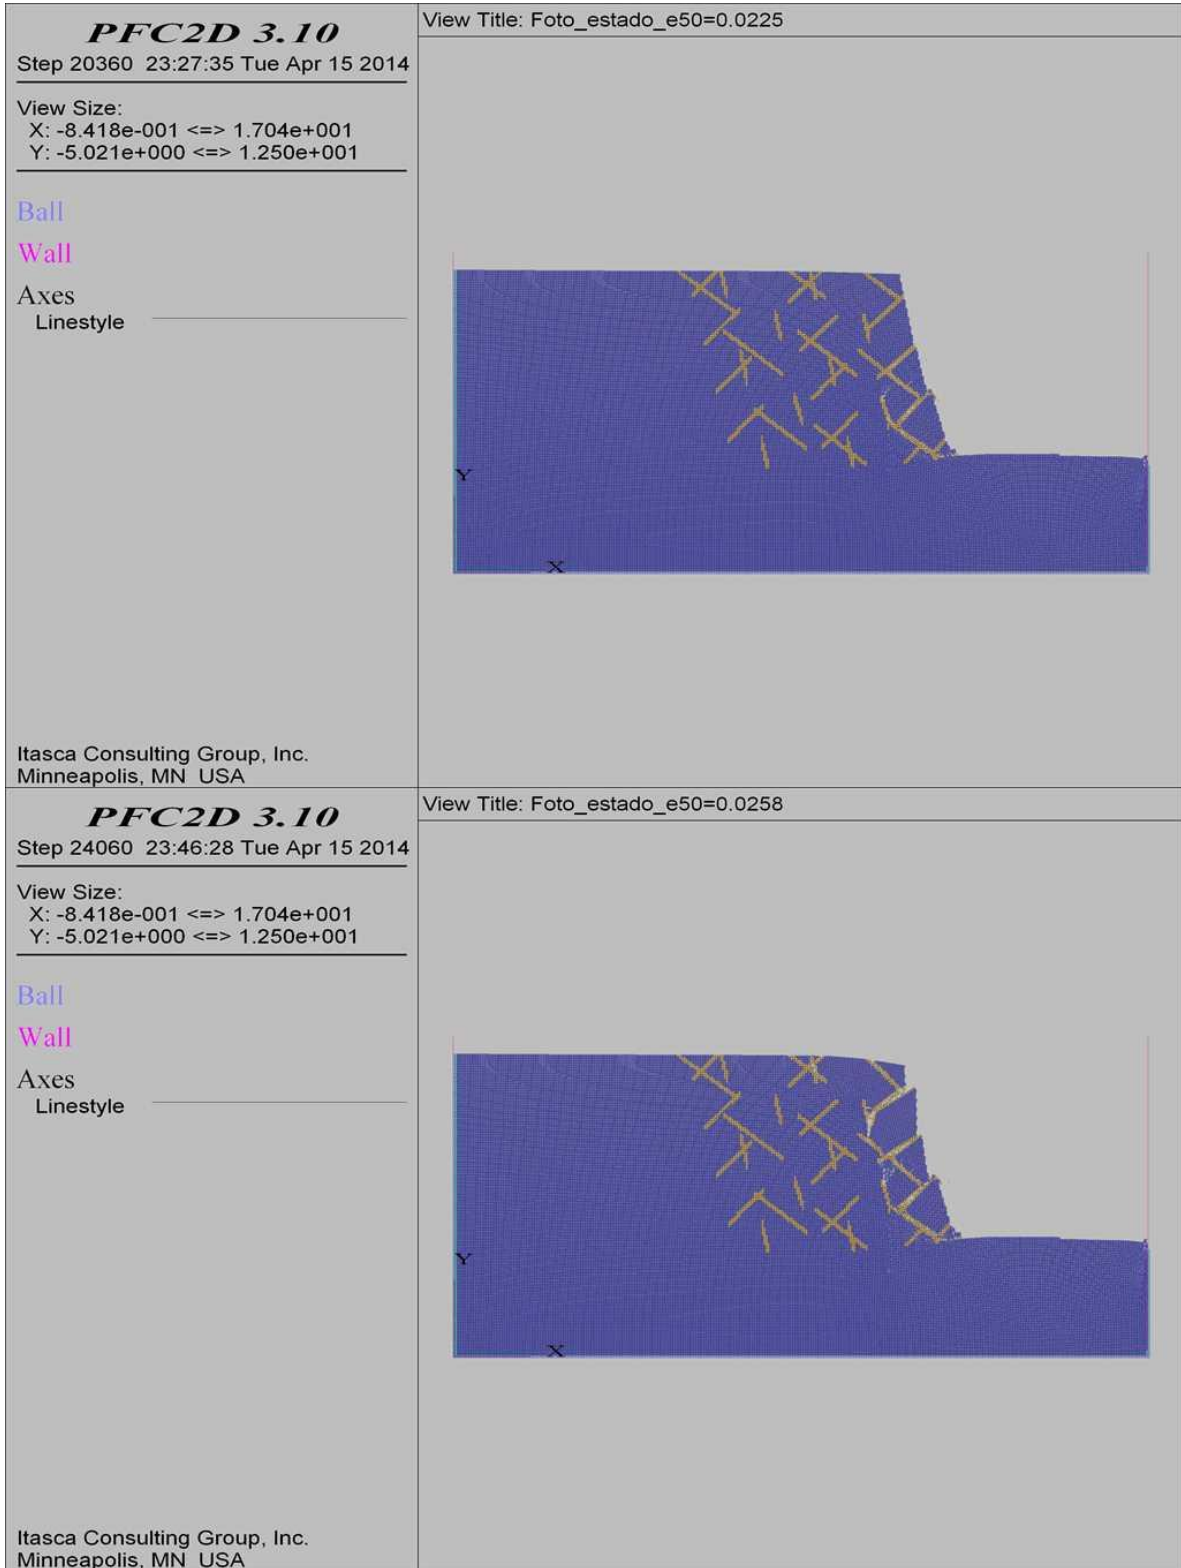 PFC2D 3.10
Step 20360 23:27:35 Tue Apr 15 2014
View Size:
X: -8.418e-001 <=> 1.704e+001
Y: -5.021e+000 <=> 1.250e+001
Ball
Wall
Axes
Linestyle
Itasca Consulting Group, Inc.
Minneapolis, MN USA
View Title: Foto_estado_e50=0.0225
Y
X
PFC2D 3.10
Step 24060 23:46:28 Tue Apr 15 2014
View Size:
X: -8.418e-001 <=> 1.704e+001
Y: -5.021e+000 <=> 1.250e+001
Ball
Wall
Axes
Linestyle
Itasca Consulting Group, Inc.
Minneapolis, MN USA
View Title: Foto_estado_e50=0.0258
Y
X